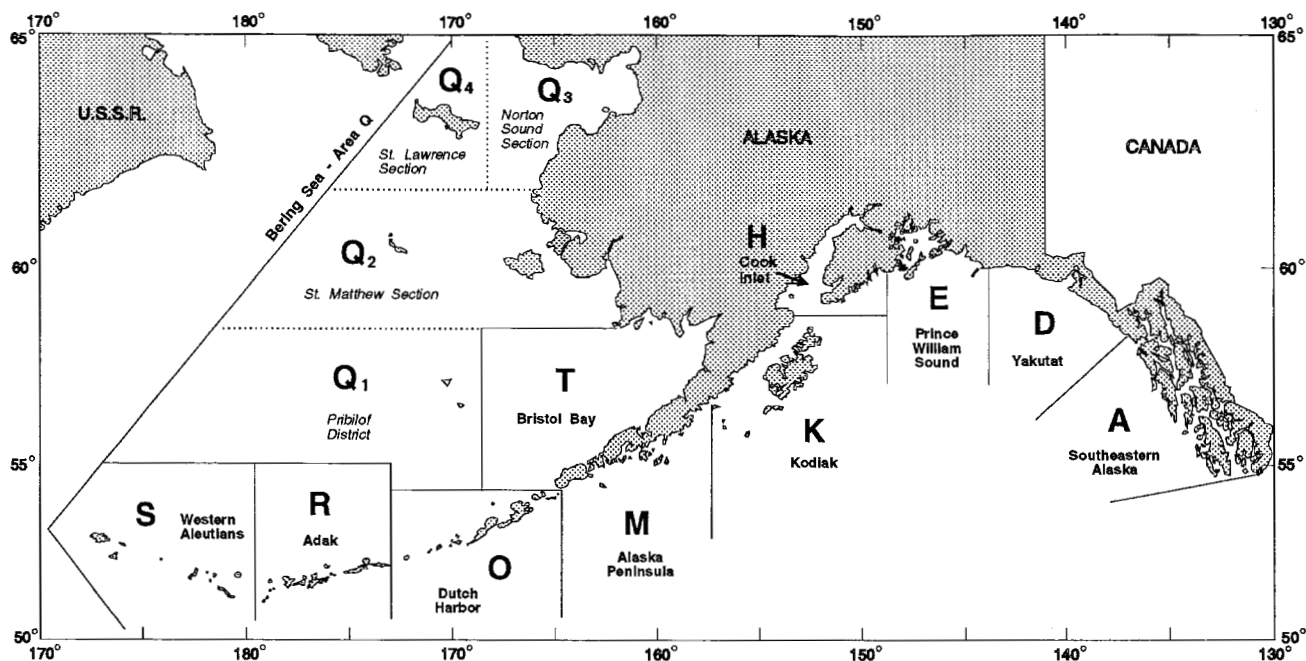 170° 180° 170° 160° 150° 140° 130°
65° 65°
U.S.S.R.
Bering Sea - Area Q
Q4
St. Lawrence
Section
Q3
Norton
Sound
Section
ALASKA
CANADA
Q2
St. Matthew Section
H
Cook
Inlet
60° 60°
E
Prince
William
Sound
D
Yakutat
Q1
Pribilof
District
T
Bristol Bay
K
Kodiak
A
Southeastern
Alaska
55° 55°
S
Western
Aleutians
R
Adak
O
Dutch
Harbor
M
Alaska
Peninsula
50° 50°
170° 180° 170° 160° 150° 140° 130°